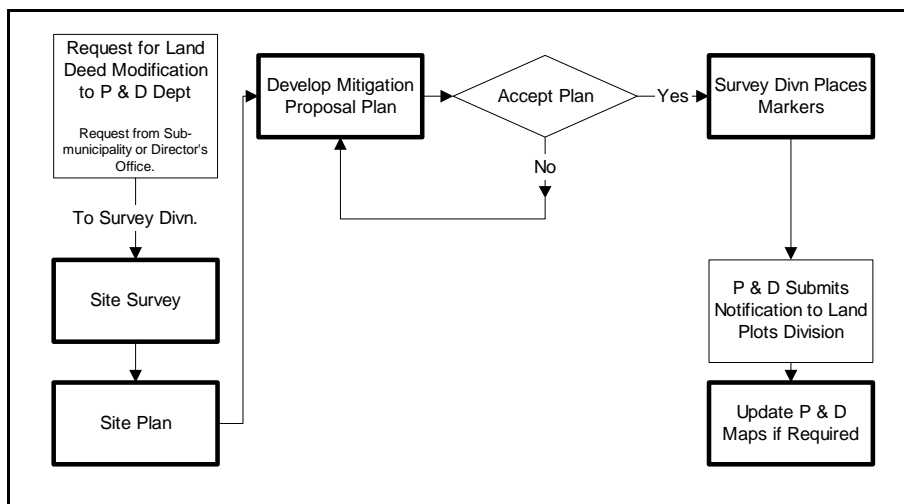 Request for Land
Deed Modification
to P & D Dept
Request from Sub-
municipality or Director's
Office.
To Survey Divn.
Site Survey
Site Plan
Develop Mitigation
Proposal Plan
Accept Plan
Yes
No
Survey Divn Places
Markers
P & D Submits
Notification to Land
Plots Division
Update P & D
Maps if Required